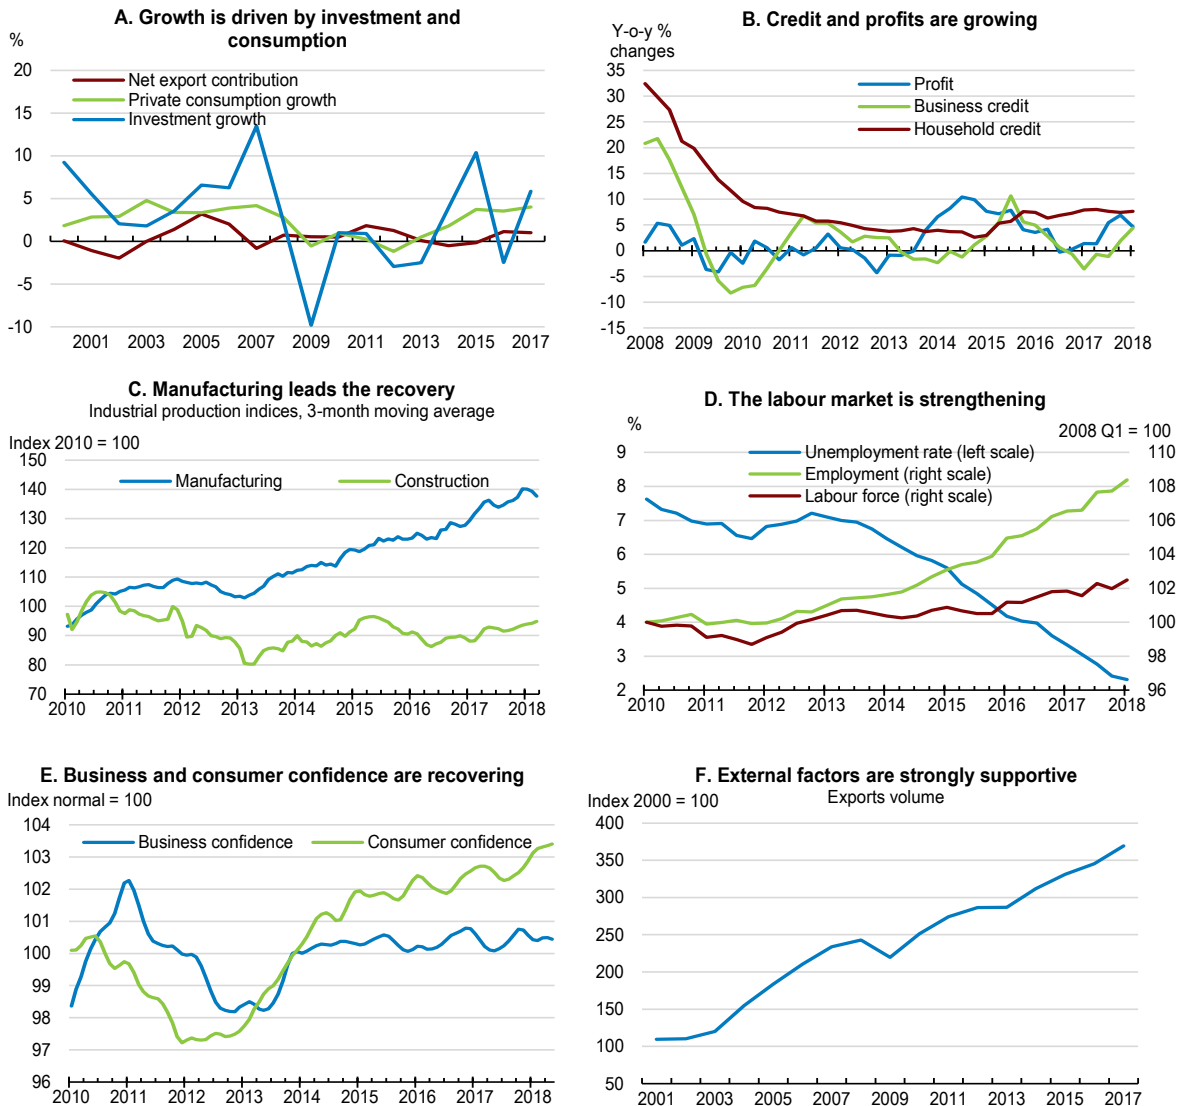 A. Growth is driven by investment and
consumption
%
20
15
10
5
0
-5
-10
Net export contribution
Private consumption growth
Investment growth
2001 2003 2005 2007 2009 2011 2013 2015 2017
B. Credit and profits are growing
Y-o-y %
changes
35
30
25
20
15
10
5
0
-5
-10
-15
Profit
Business credit
Household credit
2008 2009 2010 2011 2012 2013 2014 2015 2016 2017 2018
C. Manufacturing leads the recovery
Industrial production indices, 3-month moving average
Index 2010 = 100
150
140
130
120
110
100
90
80
70
Manufacturing
Construction
2010 2011 2012 2013 2014 2015 2016 2017 2018
D. The labour market is strengthening
%
2008 Q1 = 100
9
8
7
6
5
4
3
2
Unemployment rate (left scale)
Employment (right scale)
Labour force (right scale)
110
108
106
104
102
100
98
96
2010 2011 2012 2013 2014 2015 2016 2017 2018
E. Business and consumer confidence are recovering
Index normal = 100
104
103
102
101
100
99
98
97
96
Business confidence
Consumer confidence
2010 2011 2012 2013 2014 2015 2016 2017 2018
F. External factors are strongly supportive
Exports volume
Index 2000 = 100
400
350
300
250
200
150
100
50
2001 2003 2005 2007 2009 2011 2013 2015 2017